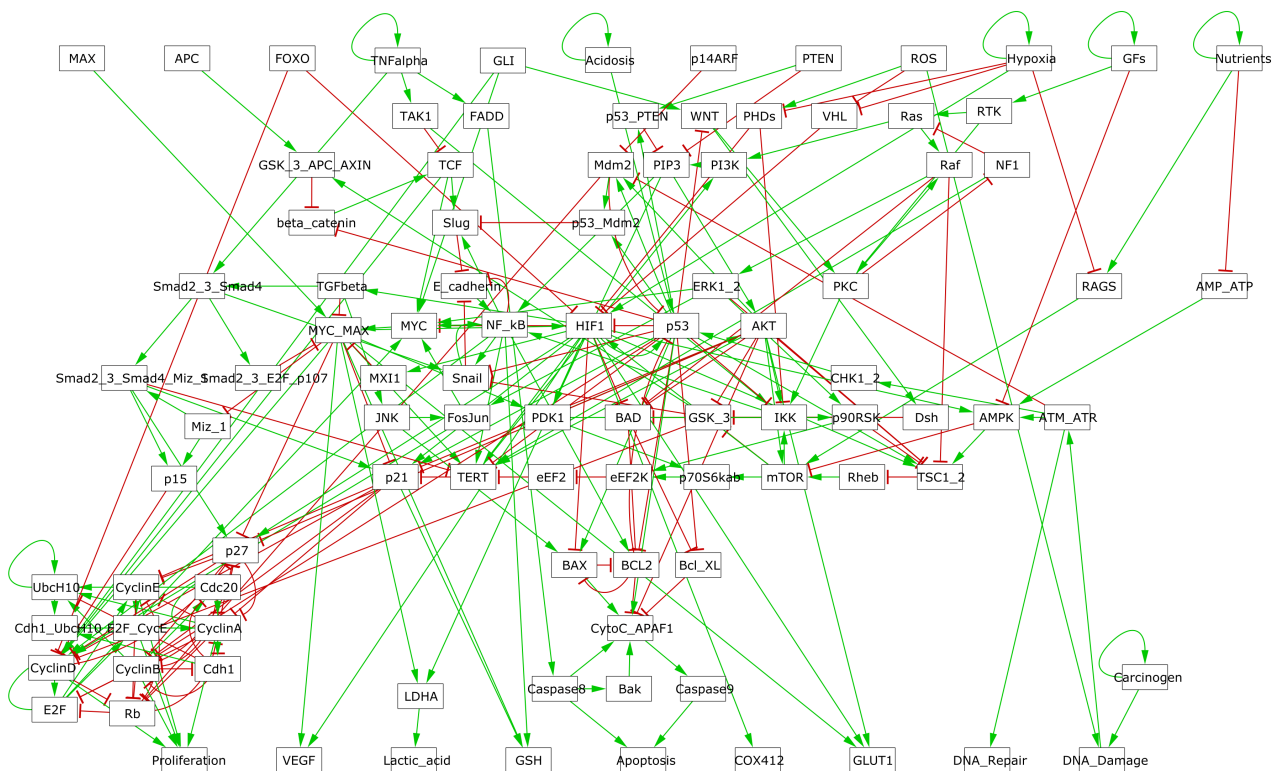 MAX
APC
FOXO
TNFalpha
GLI
Acidosis
p14ARF
PTEN
ROS
Hypoxia
GFs
Nutrients
TAK1
FADD
p53_PTEN
WNT
PHDs
VHL
Ras
RTK
GSK_3_APC_AXIN
TCF
Mdm2
PIP3
PI3K
Raf
NF1
beta_catenin
Slug
p53_Mdm2
Smad2_3_Smad4
TGFbeta
E_cadherin
ERK1_2
PKC
RAGS
AMP_ATP
MYC_MAX
MYC
NF_kB
HIF1
p53
AKT
Smad2_3_Smad4_Miz_1
Smad2_3_E2F_p107
MXI1
Snail
CHK1_2
Miz_1
JNK
FosJun
PDK1
BAD
GSK_3
IKK
p90RSK
Dsh
AMPK
ATM_ATR
p15
p21
TERT
eEF2
eEF2K
p70S6kab
mTOR
Rheb
TSC1_2
p27
BAX
BCL2
Bcl_XL
UbcH10
CyclinE
Cdc20
Cdh1_UbcH10
E2F_CycE
CyclinA
CytoC_APAF1
CyclinD
CyclinB
Cdh1
Caspase8
Bak
Caspase9
Carcinogen
E2F
Rb
LDHA
Proliferation
VEGF
Lactic_acid
GSH
Apoptosis
COX412
GLUT1
DNA_Repair
DNA_Damage